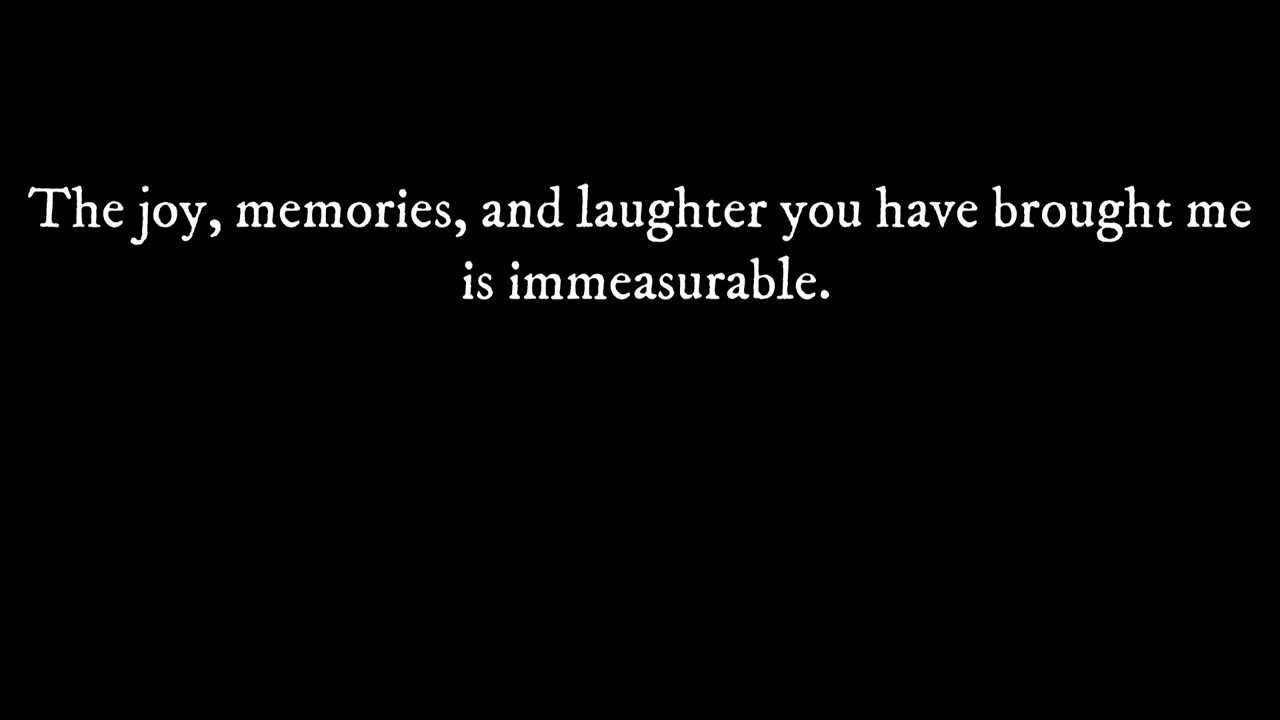 The joy, memories, and laughter you have brought me
is immeasurable.